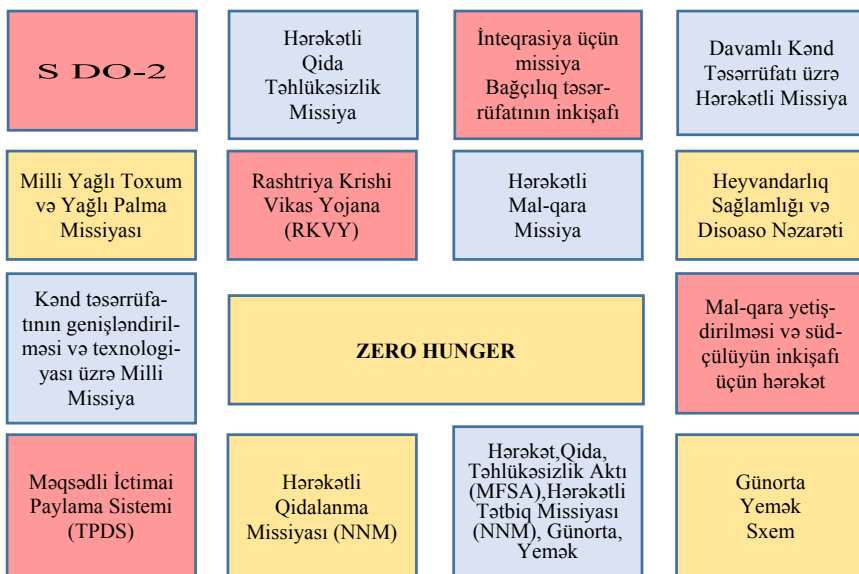 S DO-2
Hərəkətli
Qida
Təhlükəsizlik
Missiya
İnteqrasiya üçün
missiya
Bağçılıq təsər-
rüfatının inkişafı
Davamlı Kənd
Təsərrüfatı üzrə
Hərəkətli Missiya
Milli Yağlı Toxum
və Yağlı Palma
Missiyası
Rashtriya Krishi
Vikas Yojana
(RKVY)
Hərəkətli
Mal-qara
Missiya
Heyvandarlıq
Sağlamlığı və
Disoaso Nəzarəti
Kənd təsərrüfa-
tının genişləndiril-
məsi və texnologi-
yası üzrə Milli
Missiya
ZERO HUNGER
Mal-qara yetiş-
dirilməsi və süd-
çülüyün inkişafı
üçün hərəkət
Məqsədli İctimai
Paylama Sistemi
(TPDS)
Hərəkətli
Qidalanma
Missiyası (NNM)
Hərəkət,Qida,
Təhlükəsizlik Aktı
(MFSA),Hərəkətli
Tətbiq Missiyası
(NNM), Günorta,
Yemək
Günorta
Yemək
Sxem